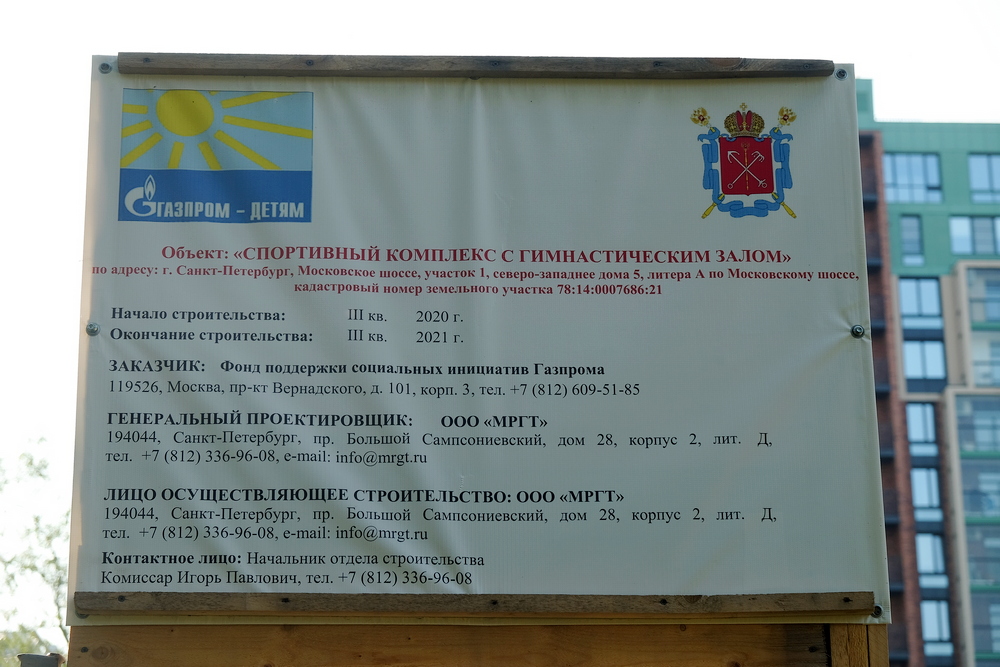 ГАЗПРОМ – ДЕТЯМ
Объект: «СПОРТИВНЫЙ КОМПЛЕКС С ГИМНАСТИЧЕСКИМ ЗАЛОМ»
по адресу: г. Санкт-Петербург, Московское шоссе, участок 1, северо-западнее дома 5, литера А по Московскому шоссе,
кадастровый номер земельного участка 78:14:0007686:21
Начало строительства: III кв. 2020 г.
Окончание строительства: III кв. 2021 г.
ЗАКАЗЧИК: Фонд поддержки социальных инициатив Газпрома
119526, Москва, пр-кт Вернадского, д. 101, корп. 3, тел. +7 (812) 609-51-85
ГЕНЕРАЛЬНЫЙ ПРОЕКТИРОВЩИК: ООО «МРГТ»
194044, Санкт-Петербург, пр. Большой Сампсониевский, дом 28, корпус 2, лит. Д,
тел. +7 (812) 336-96-08, e-mail: info@mrgt.ru
ЛИЦО ОСУЩЕСТВЛЯЮЩЕЕ СТРОИТЕЛЬСТВО: ООО «МРГТ»
194044, Санкт-Петербург, пр. Большой Сампсониевский, дом 28, корпус 2, лит. Д,
тел. +7 (812) 336-96-08, e-mail: info@mrgt.ru
Контактное лицо: Начальник отдела строительства
Комиссар Игорь Павлович, тел. +7 (812) 336-96-08